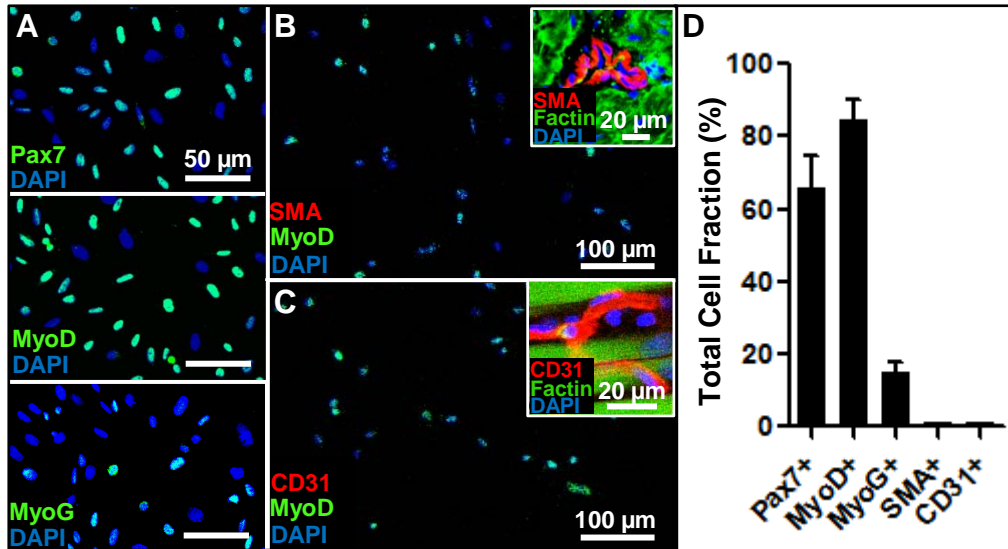 A
Pax7
DAPI
50 µm
MyoD
DAPI
MyoG
DAPI
B
SMA
Factin
DAPI
20 µm
SMA
MyoD
DAPI
100 µm
C
CD31
Factin
DAPI
20 µm
CD31
MyoD
DAPI
100 µm
D
Total Cell Fraction (%)
100
80
60
40
20
0
Pax7+
MyoD+
MyoG+
SMA+
CD31+